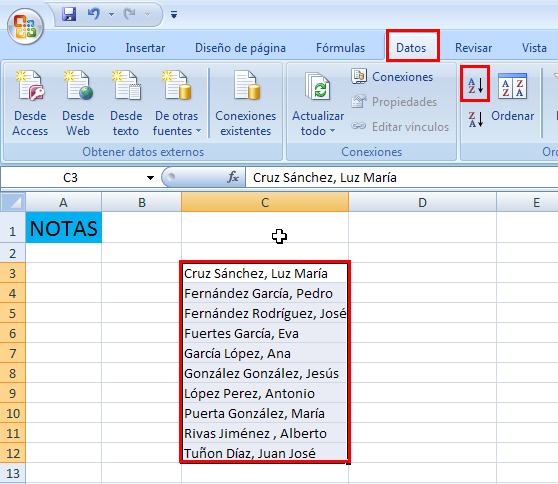 Inicio Insertar Diseño de página Fórmulas Datos Revisar Vista
Desde Access
Desde Web
Desde texto
De otras fuentes
Conexiones existentes
Obtener datos externos
Actualizar todo
Conexiones
Propiedades
Editar vínculos
Conexiones
A
Z
Z
A
A Z
Z A
Ordenar
Orde
C3 fx Cruz Sánchez, Luz María
A B C D E
1 NOTAS
2
3 Cruz Sánchez, Luz María
4 Fernández García, Pedro
5 Fernández Rodríguez, José
6 Fuertes García, Eva
7 García López, Ana
8 González González, Jesús
9 López Perez, Antonio
10 Puerta González, María
11 Rivas Jiménez , Alberto
12 Tuñon Díaz, Juan José
13